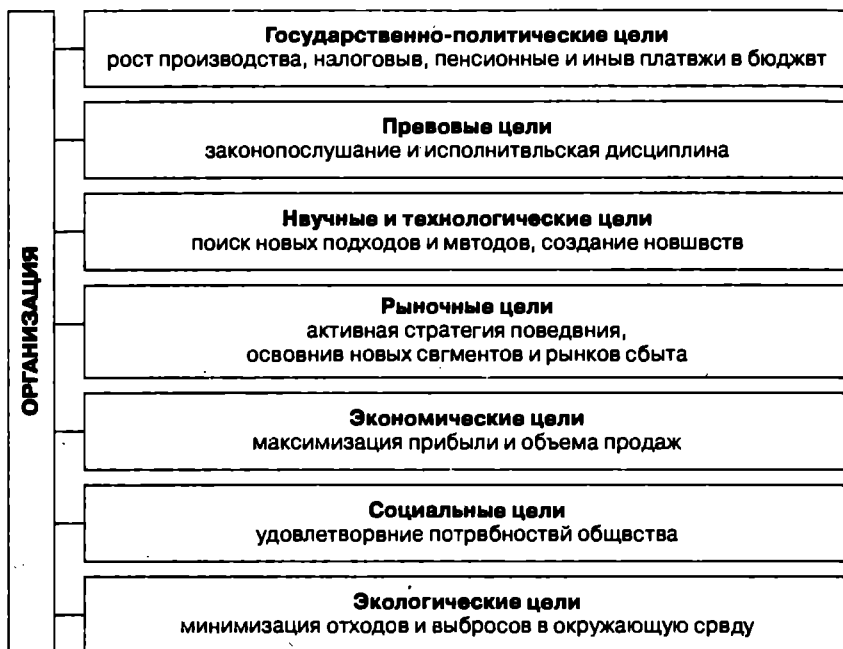 ОРГАНИЗАЦИЯ
Государственно-политические цели
рост производства, налоговыв, пенсионные и иныв платвжи в бюджвт
Превовые цели
законопослушание и исполнитвльская дисциплина
Нвучные и технологические цели
поиск новых подходов и мвтодов, создание новшвств
Рыночные цели
активная стратегия поведвния,
освовнив новых свгментов и рынков сбыта
Экономические цели
максимизация прибыли и объема продаж
Социальные цели
удовлетворвние потрвбноствй общвства
Экологические цели
минимизация отходов и выбросов в окружающую срвду